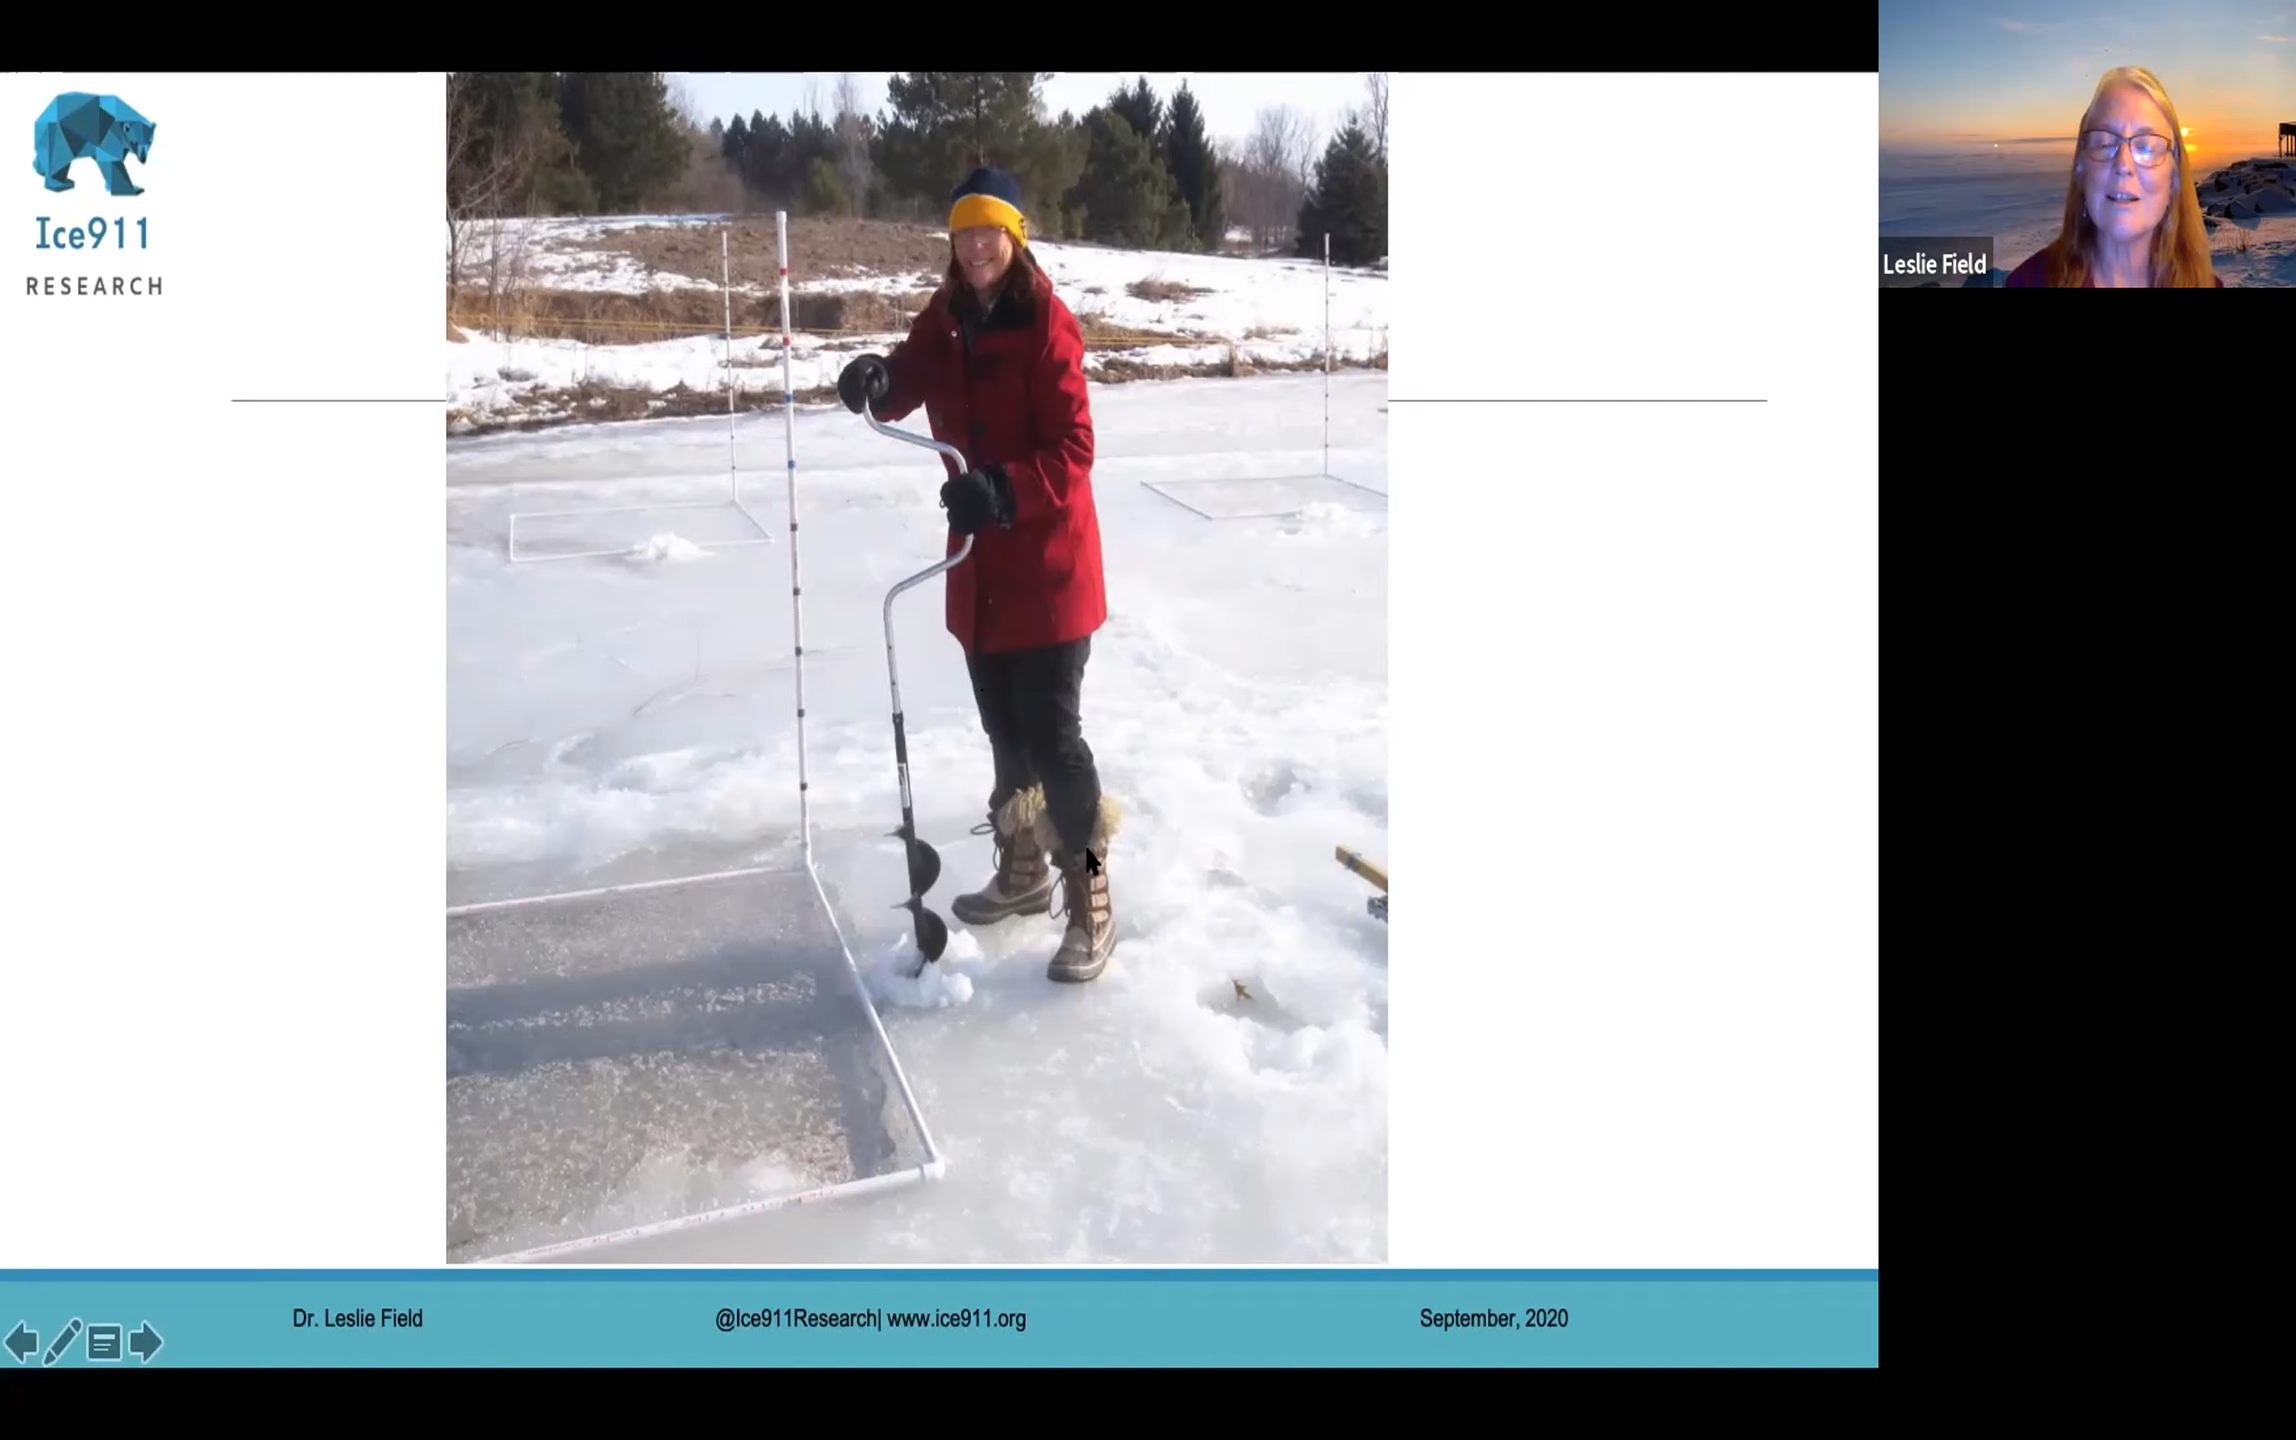 Ice911
RESEARCH
Leslie Field
Dr. Leslie Field
@Ice911Research| www.ice911.org
September, 2020